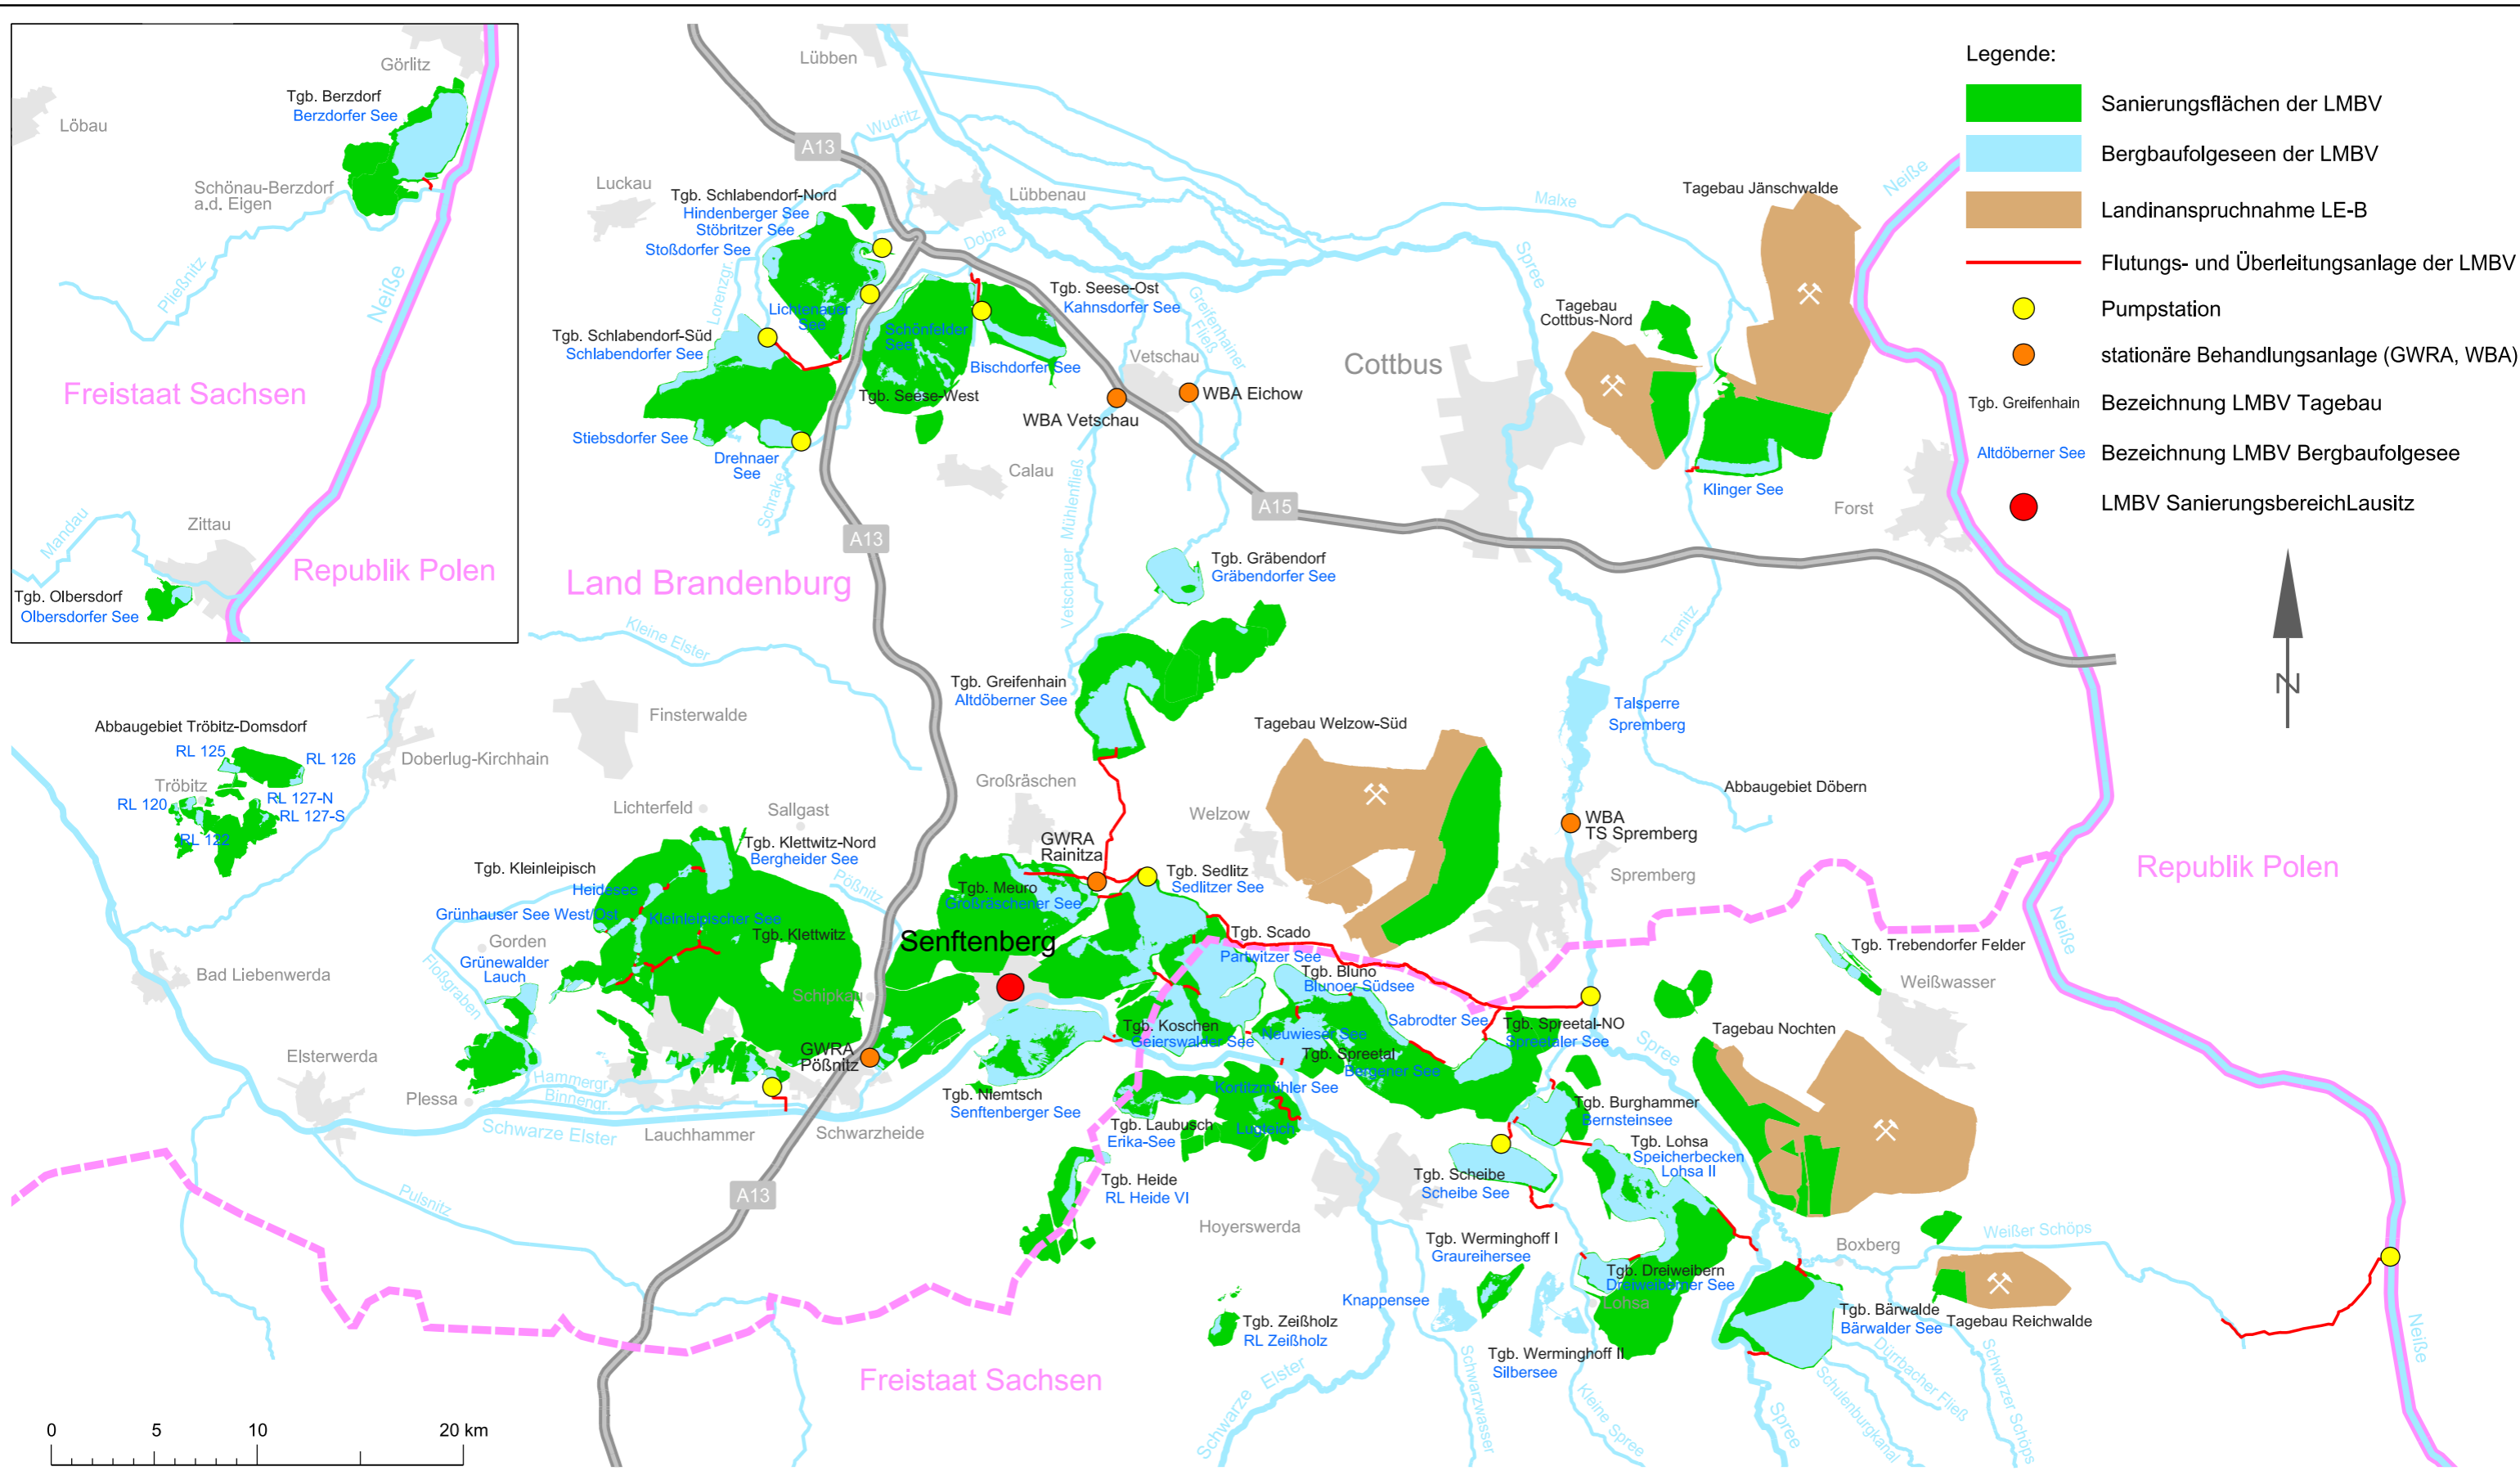 Görlitz
Tgb. Berzdorf
Berzdorfer See
Löbau
Schönau-Berzdorf
a.d. Eigen
Pließnitz
Neiße
Freistaat Sachsen
Mandau
Zittau
Republik Polen
Tgb. Olbersdorf
Olbersdorfer See
Lübben
Wudritz
A13
Luckau
Tgb. Schlabendorf-Nord
Hindenberger See
Stöbritzer See
Stoßdorfer See
Lübbenau
Dobra
Lorenzgr.
Lichtenauer
See
Tgb. Schlabendorf-Süd
Schlabendorfer See
Schönfelder
See
Tgb. Seese-Ost
Kahnsdorfer See
Bischdorfer See
Tgb. Seese-West
Stiebsdorfer See
Drehnaer
See
Schrake
Greifenhainer
Fließ
Vetschau
WBA Vetschau
WBA Eichow
Calau
Vetschauer Mühlenfließ
A13
A15
Malxe
Spree
Cottbus
Tagebau Jänschwalde
Tagebau
Cottbus-Nord
Klinger See
Forst
Neiße
Legende:
Sanierungsflächen der LMBV
Bergbaufolgeseen der LMBV
Landinanspruchnahme LE-B
Flutungs- und Überleitungsanlage der LMBV
Pumpstation
stationäre Behandlungsanlage (GWRA, WBA)
Tgb. Greifenhain
Bezeichnung LMBV Tagebau
Altdöberner See
Bezeichnung LMBV Bergbaufolgesee
LMBV SanierungsbereichLausitz
N
Land Brandenburg
Kleine Elster
Tgb. Gräbendorf
Gräbendorfer See
Tgb. Greifenhain
Altdöberner See
Tranitz
Talsperre
Spremberg
Tagebau Welzow-Süd
Abbaugebiet Döbern
Abbaugebiet Tröbitz-Domsdorf
RL 125
RL 126
Tröbitz
RL 120
RL 127-N
RL 127-S
RL 122
Doberlug-Kirchhain
Finsterwalde
Lichterfeld
Sallgast
Großräschen
Welzow
WBA
TS Spremberg
Spremberg
Republik Polen
Tgb. Klettwitz-Nord
Bergheider See
Tgb. Kleinleipisch
Heidesee
Grünhauser See West/Ost
Kleinleipischer See
Tgb. Klettwitz
Pößnitz
GWRA
Rainitza
Tgb. Meuro
Großräschener See
Tgb. Sedlitz
Sedlitzer See
Senftenberg
Gorden
Grünewalder
Lauch
Floßgraben
Bad Liebenwerda
Schipkau
Tgb. Scado
Partwitzer See
Tgb. Bluno
Blunoer Südsee
Sabrodter See
Tgb. Koschen
Geierswalder See
Neuwieser See
Tgb. Spreetal
Bergener See
Tgb. Spreetal-NO
Spreetaler See
Tgb. Trebendorfer Felder
Weißwasser
Neiße
Tagebau Nochten
Spree
Elsterwerda
Plessa
Hammergr.
Binnengr.
Schwarze Elster
Lauchhammer
Schwarzheide
GWRA
Pößnitz
Tgb. Niemtsch
Senftenberger See
Kortitzmühler See
Tgb. Laubusch
Erika-See
Lugteich
Tgb. Burghammer
Bernsteinsee
Tgb. Lohsa
Speicherbecken
Lohsa II
Tgb. Scheibe
Scheibe See
Tgb. Heide
RL Heide VI
Hoyerswerda
Pulsnitz
A13
Tgb. Werminghoff I
Graureihersee
Tgb. Dreiweibern
Dreiweiberner See
Lohsa
Knappensee
Tgb. Zeißholz
RL Zeißholz
Tgb. Werminghoff II
Silbersee
Boxberg
Weißer Schöps
Tgb. Bärwalde
Bärwalder See
Tagebau Reichwalde
Freistaat Sachsen
Schwarze Elster
Schwarzwasser
Kleine Spree
Spree
Schulenburgkanal
Dürrbacher Fließ
Schwarzer Schöps
Neiße
0 5 10 20 km